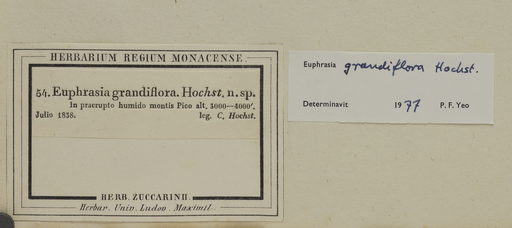 HERBARIUM REGIUM MONACENSE
54. Euphrasia grandiflora. Hochst. n. sp.
In praerupto humido montis Pico alt. 3000—4000'.
Julio 1838. leg. C, Hochst.
HERB. ZUCCARINII.
Herbar. Univ. Ludov. Maximil.
Euphrasia grandiflora Hochst.
Determinavit 1977 P. F. Yeo